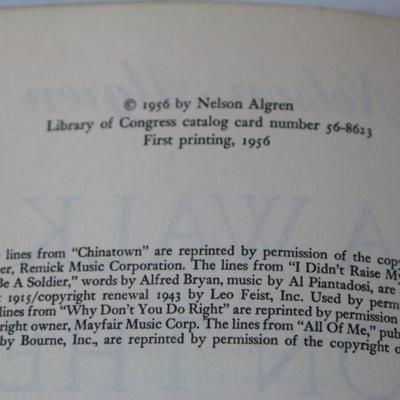 © 1956 by Nelson Algren
Library of Congress catalog card number 56-8623
First printing, 1956
e lines from “Chinatown” are reprinted by permission of the copy
er, Remick Music Corporation. The lines from “I Didn't Raise My
Be A Soldier,” words by Alfred Bryan, music by Al Piantadosi, are
t 1915/copyright renewal 1943 by Leo Feist, Inc. Used by permi
lines from “Why Don't You Do Right” are reprinted by permission
right owner, Mayfair Music Corp. The lines from “All Of Me,” pub
by Bourne, Inc., are reprinted by permission of the copyright o